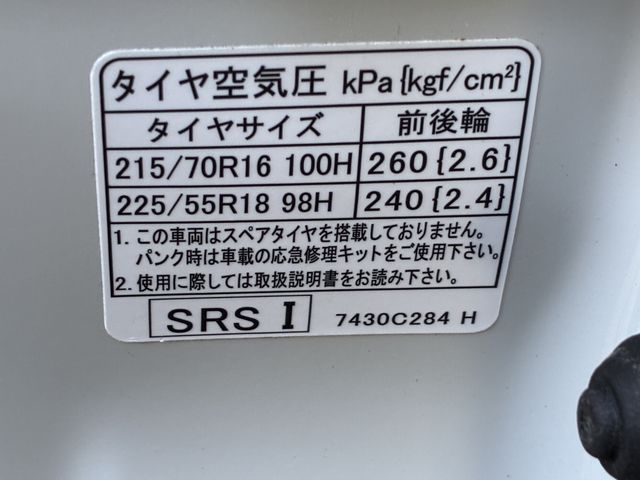 タイヤ空気圧 kPa{kgf/cm²}
タイヤサイズ 前後輪
215/70R16 100H 260{2.6}
225/55R18 98H 240{2.4}
1. この車両はスペアタイヤを搭載しておりません。
パンク時は車載の応急修理キットをご使用下さい。
2. 使用に際しては取扱説明書をお読み下さい。
SRS I 7430C284 H